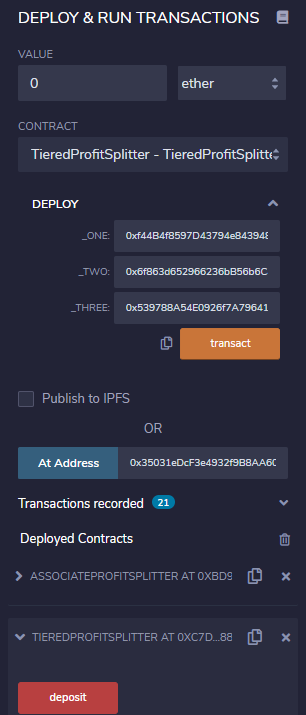 DEPLOY & RUN TRANSACTIONS
VALUE
0 ether
CONTRACT
TieredProfitSplitter - TieredProfitSplitte
DEPLOY
_ONE: 0xf44B4f8597D43794e843948
_TWO: 0x6f863d652966236bB56b6C
_THREE: 0x539788A54E0926f7A79641
transact
Publish to IPFS
OR
At Address 0x35031eDcF3e4932f9B8AA60
Transactions recorded 21
Deployed Contracts
ASSOCIATEPROFITSPLITTER AT 0XBD9
TIEREDPROFITSPLITTER AT 0XC7D...88
deposit